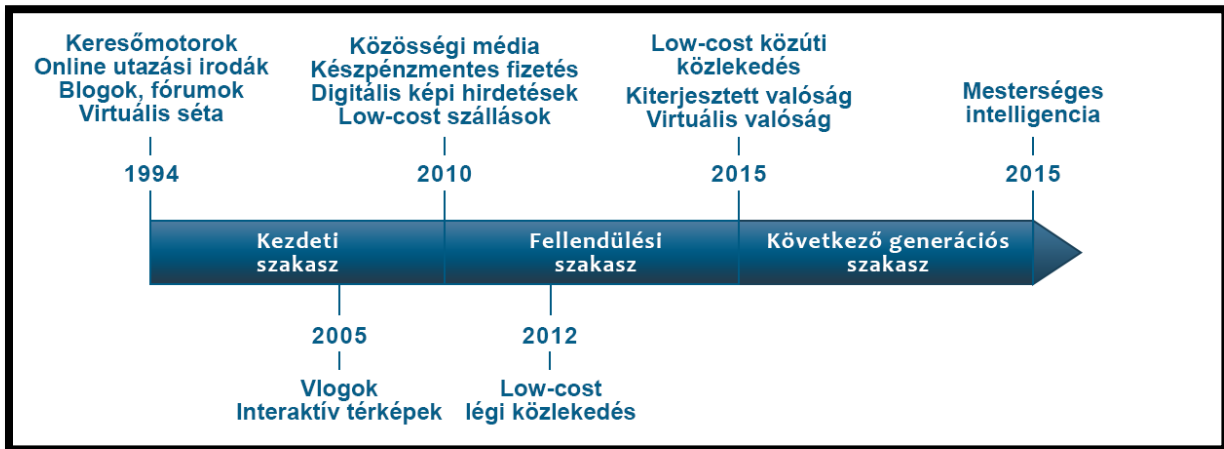 Keresőmotorok
Online utazási irodák
Blogok, fórumok
Virtuális séta
1994
Közösségi média
Készpénzmentes fizetés
Digitális képi hirdetések
Low-cost szállások
2010
Low-cost közúti
közlekedés
Kiterjesztett valóság
Virtuális valóság
2015
Mesterséges
intelligencia
2015
Kezdeti
szakasz
Fellendülési
szakasz
Következő generációs
szakasz
2005
Vlogok
Interaktív térképek
2012
Low-cost
légi közlekedés